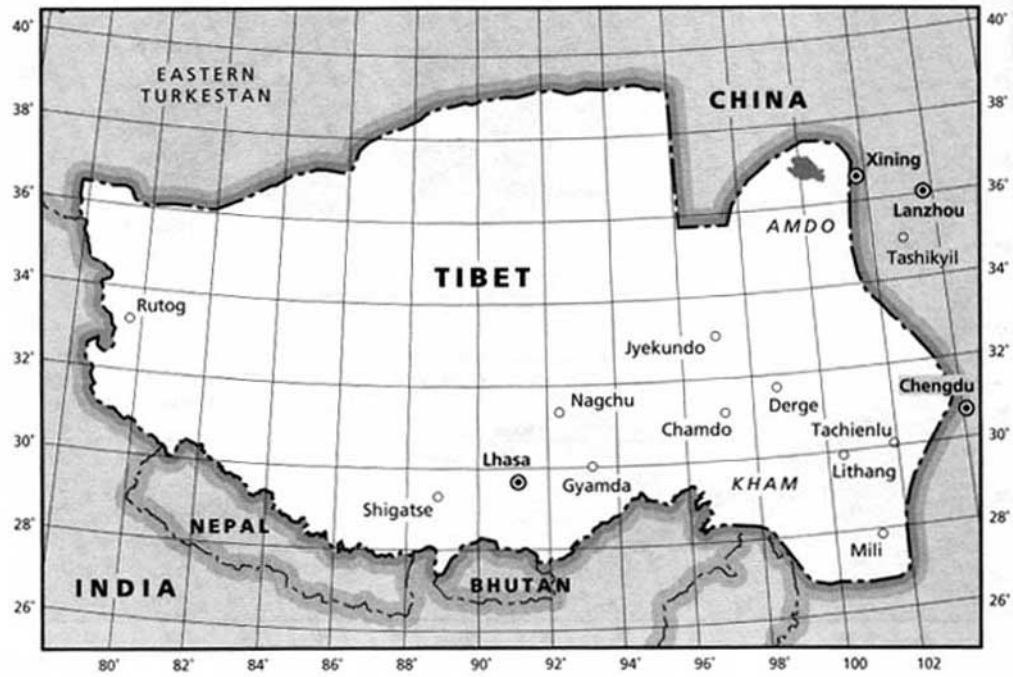 40°
40°
EASTERN
TURKESTAN
CHINA
38°
38°
Xining
36°
36°
Lanzhou
AMDO
Tashikyil
TIBET
34°
34°
Rutog
Jyekundo
32°
32°
Chengdu
Nagchu
Derge
Chamdo
Tachienlu
30°
30°
Lhasa
Lithang
Gyamda
KHAM
Shigatse
28°
28°
NEPAL
Mili
INDIA
BHUTAN
26°
26°
80°
82°
84°
86°
88°
90°
92°
94°
96°
98°
100°
102°